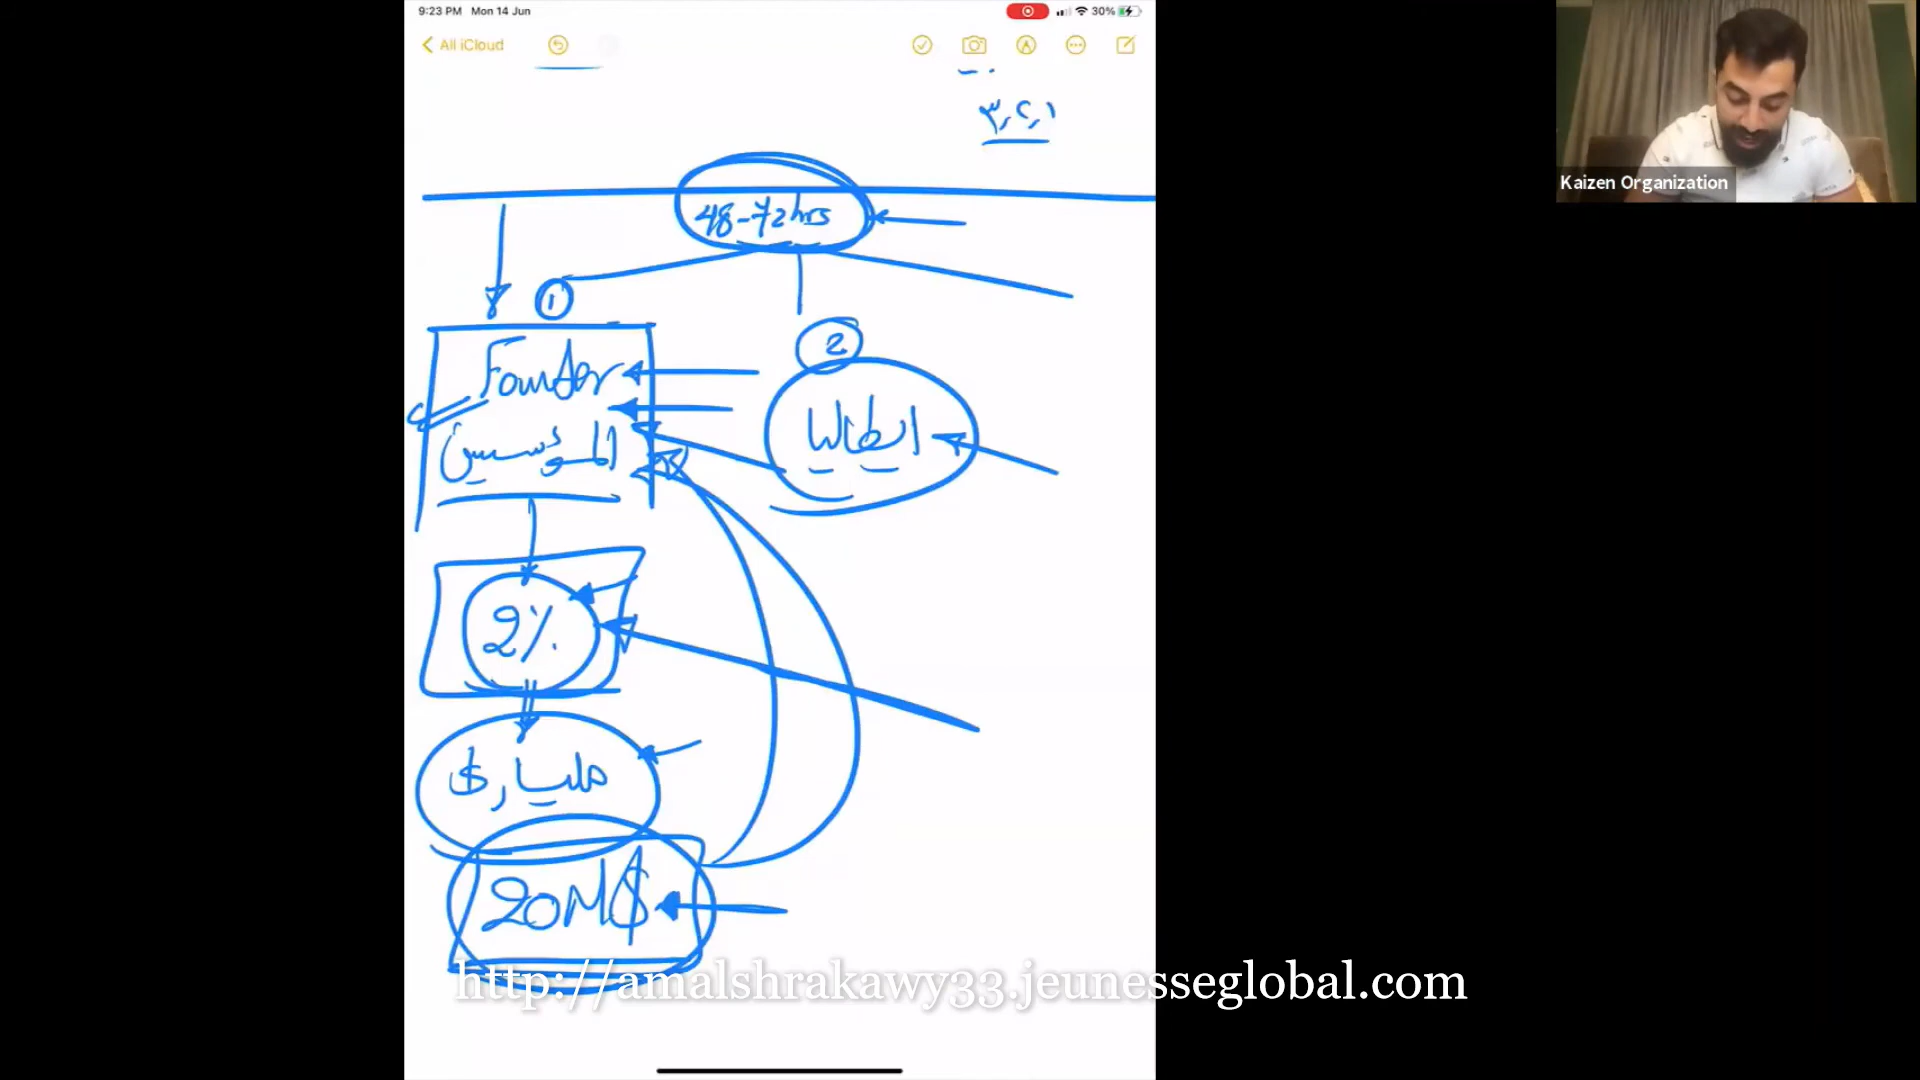 9:23 PM Mon 14 Jun
30%
All iCloud
٣,٢,١
48-72hrs
1
2
Founder
المؤسسين
2%
مليار $
20M$
Kaizen Organization
http://amalshrakawy33.jeunesseglobal.com